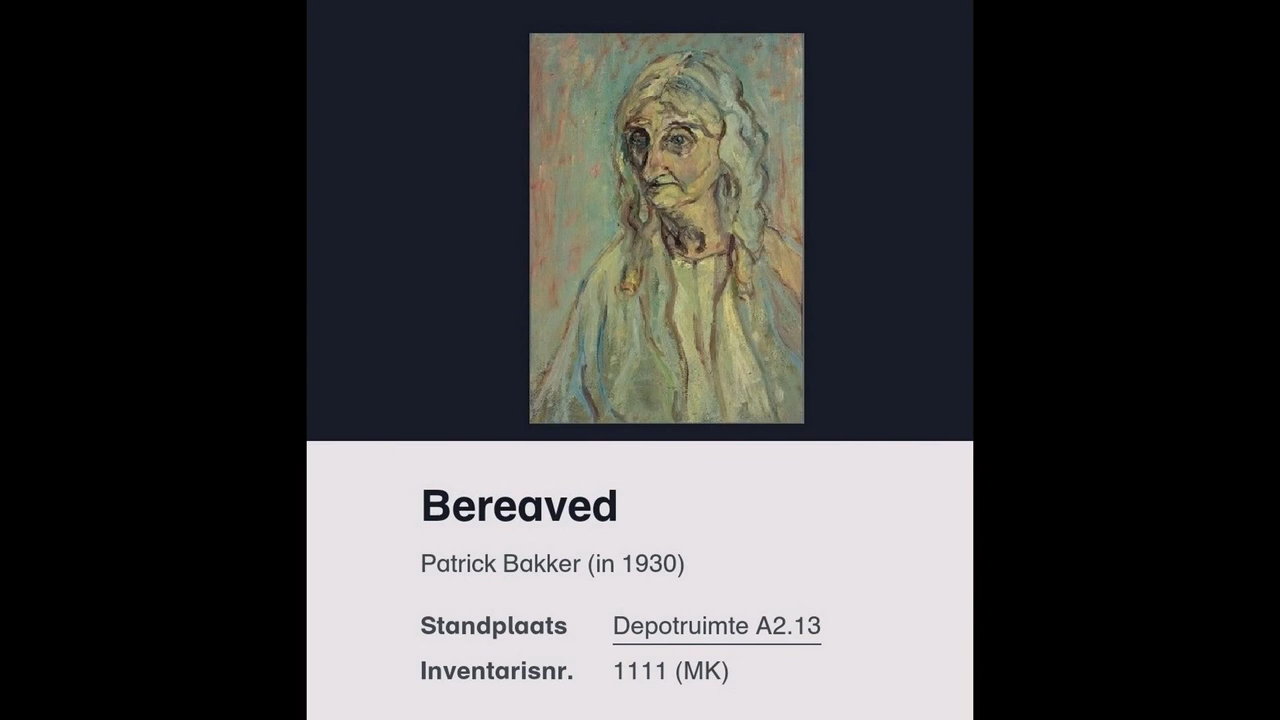 Bereaved
Patrick Bakker (in 1930)
Standplaats Depotruimte A2.13
Inventarisnr. 1111 (MK)